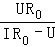 UR₀
IR₀ - U